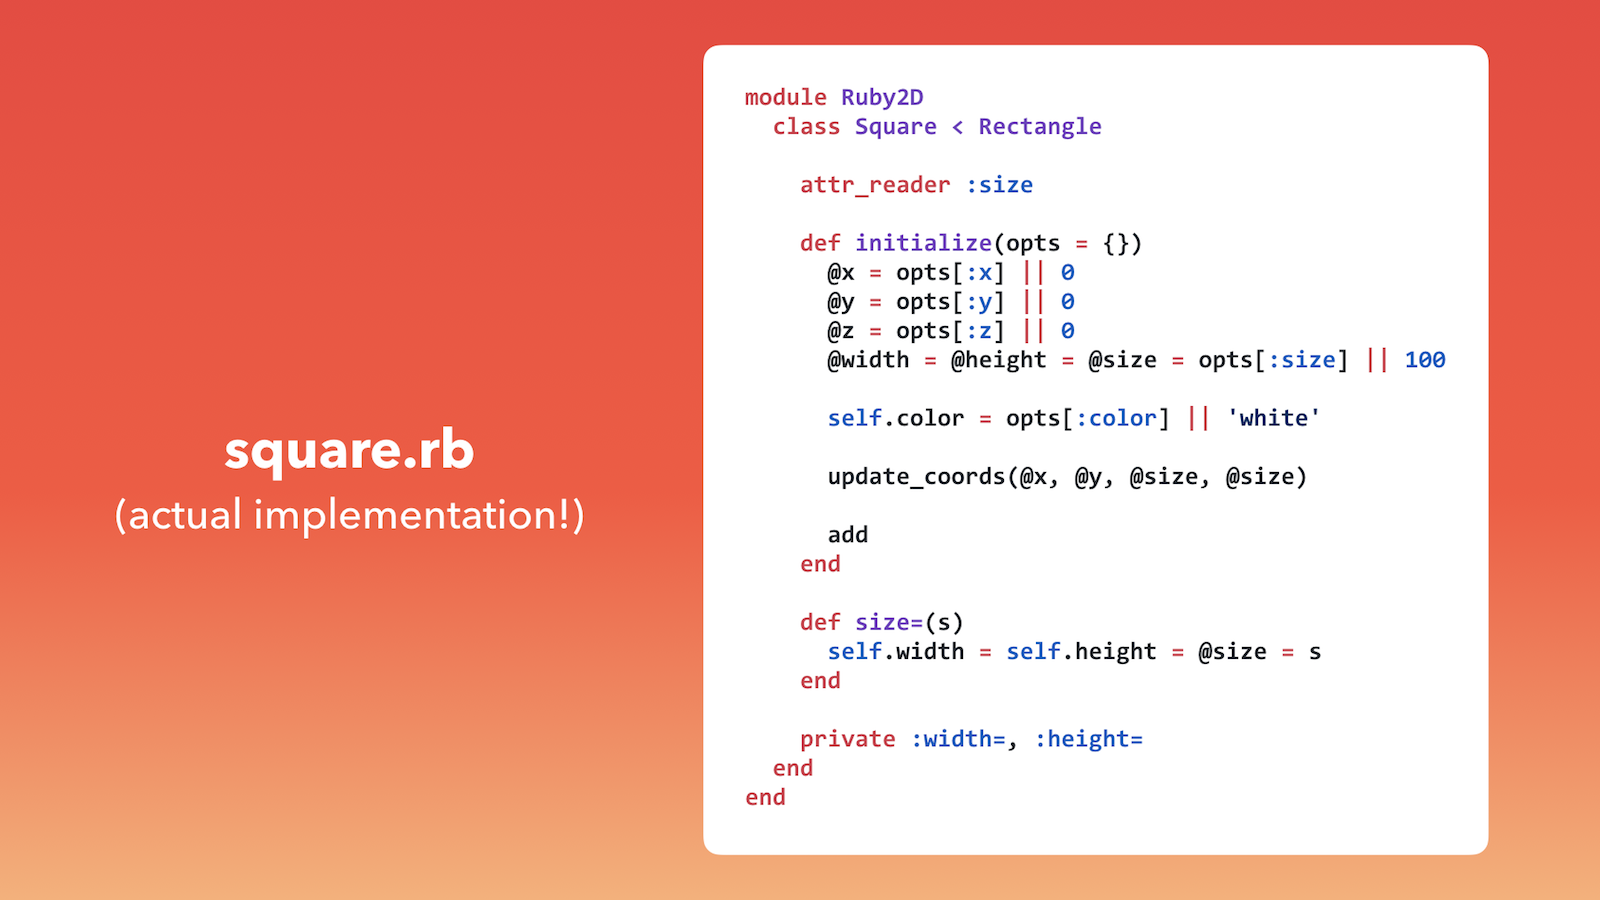 square.rb
(actual implementation!)
module Ruby2D
  class Square < Rectangle

    attr_reader :size

    def initialize(opts = {})
      @x = opts[:x] || 0
      @y = opts[:y] || 0
      @z = opts[:z] || 0
      @width = @height = @size = opts[:size] || 100

      self.color = opts[:color] || 'white'

      update_coords(@x, @y, @size, @size)

      add
    end

    def size=(s)
      self.width = self.height = @size = s
    end

    private :width=, :height=
  end
end